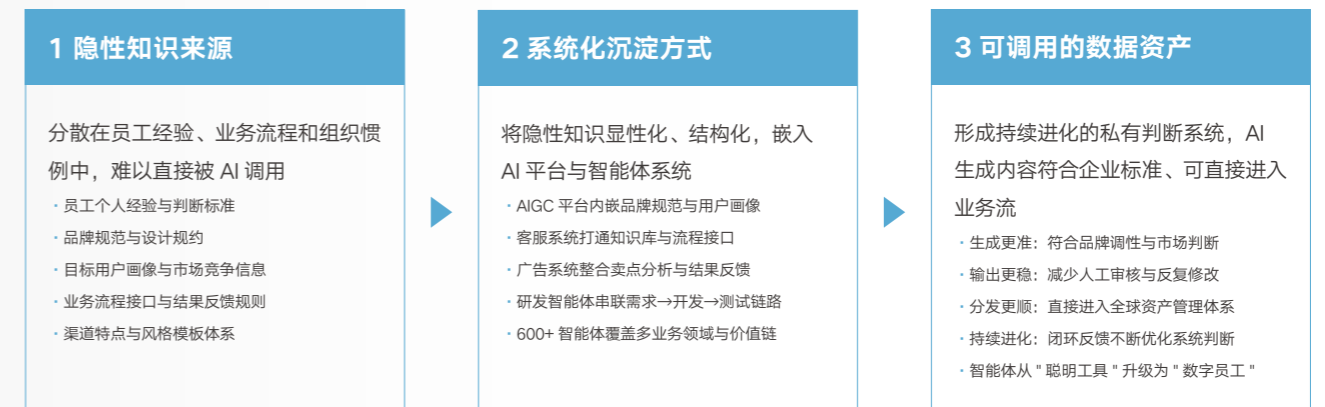 1 隐性知识来源
分散在员工经验、业务流程和组织惯
例中，难以直接被 AI 调用
·员工个人经验与判断标准
·品牌规范与设计规约
·目标用户画像与市场竞争信息
·业务流程接口与结果反馈规则
·渠道特点与风格模板体系
2 系统化沉淀方式
将隐性知识显性化、结构化，嵌入
AI 平台与智能体系统
·AIGC 平台内嵌品牌规范与用户画像
·客服系统打通知识库与流程接口
·广告系统整合卖点分析与结果反馈
·研发智能体串联需求→开发→测试链路
·600+ 智能体覆盖多业务领域与价值链
3 可调用的数据资产
形成持续进化的私有判断系统，AI
生成内容符合企业标准、可直接进入
业务流
·生成更准：符合品牌调性与市场判断
·输出更稳：减少人工审核与反复修改
·分发更顺：直接进入全球资产管理体系
·持续进化：闭环反馈不断优化系统判断
·智能体从 " 聪明工具 " 升级为 " 数字员工 "